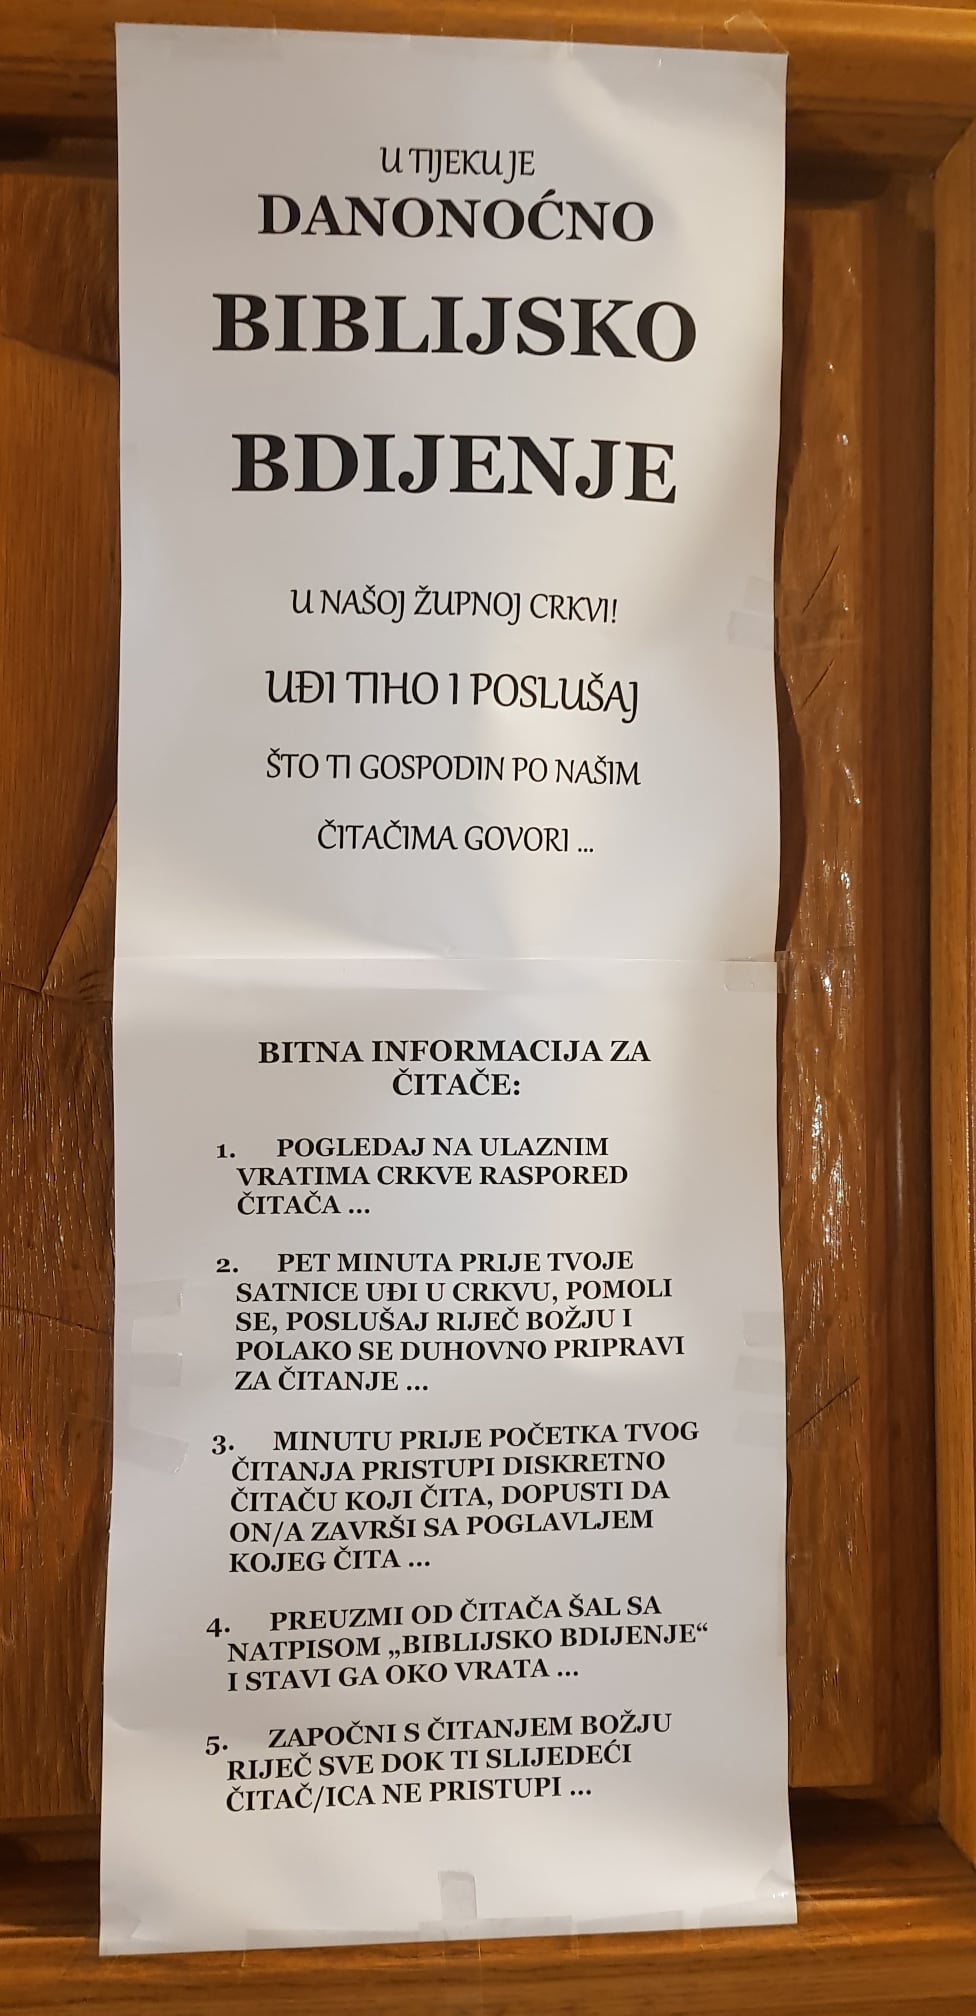 U TIJEKU JE
DANONOĆNO
BIBLIJSKO
BDIJENJE
U NAŠOJ ŽUPNOJ CRKVI!
UĐI TIHO I POSLUŠAJ
ŠTO TI GOSPODIN PO NAŠIM
ČITAČIMA GOVORI ...
BITNA INFORMACIJA ZA
ČITAČE:
1. POGLEDAJ NA ULAZNIM
VRATIMA CRKVE RASPORED
ČITAČA ...
2. PET MINUTA PRIJE TVOJE
SATNICE UĐI U CRKVU, POMOLI
SE, POSLUŠAJ RIJEČ BOŽJU I
POLAKO SE DUHOVNO PRIPRAVI
ZA ČITANJE ...
3. MINUTU PRIJE POČETKA TVOG
ČITANJA PRISTUPI DISKRETNO
ČITAČU KOJI ČITA, DOPUSTI DA
ON/A ZAVRŠI SA POGLAVLJEM
KOJEG ČITA ...
4. PREUZMI OD ČITAČA ŠAL SA
NATPISOM „BIBLIJSKO BDIJENJE“
I STAVI GA OKO VRATA ...
5. ZAPOČNI S ČITANJEM BOŽJU
RIJEČ SVE DOK TI SLIJEDEĆI
ČITAČ/ICA NE PRISTUPI ...